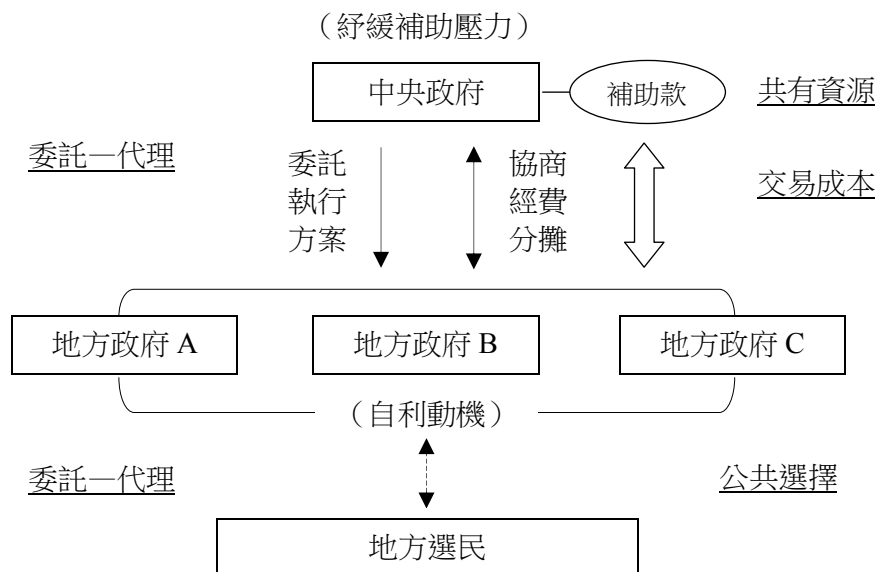 （紓緩補助壓力）
中央政府
補助款
共有資源
委託—代理
委託
執行
方案
協商
經費
分攤
交易成本
地方政府 A
地方政府 B
地方政府 C
（自利動機）
委託—代理
公共選擇
地方選民